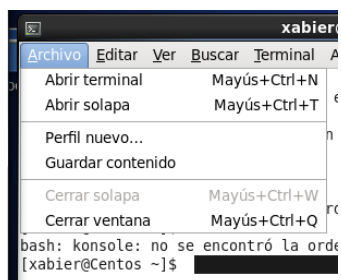 xabier
Archivo Editar Ver Buscar Terminal
Abrir terminal Mayús+Ctrl+N
Abrir solapa Mayús+Ctrl+T
Perfil nuevo...
Guardar contenido
Cerrar solapa Mayús+Ctrl+W
Cerrar ventana Mayús+Ctrl+Q
bash: konsole: no se encontró la orde
[xabier@Centos ~]$